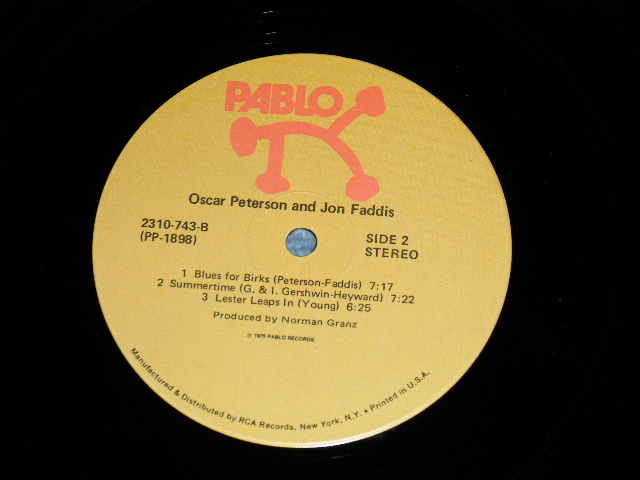 PABLO
Oscar Peterson and Jon Faddis
2310-743-B
(PP-1898)
SIDE 2
STEREO
1 Blues for Birks (Peterson-Faddis) 7:17
2 Summertime (G. & I. Gershwin-Heyward) 7:22
3 Lester Leaps In (Young) 6:25
Produced by Norman Granz
℗ 1975 PABLO RECORDS
Manufactured & Distributed by RCA Records, New York, N.Y. • Printed in U.S.A.